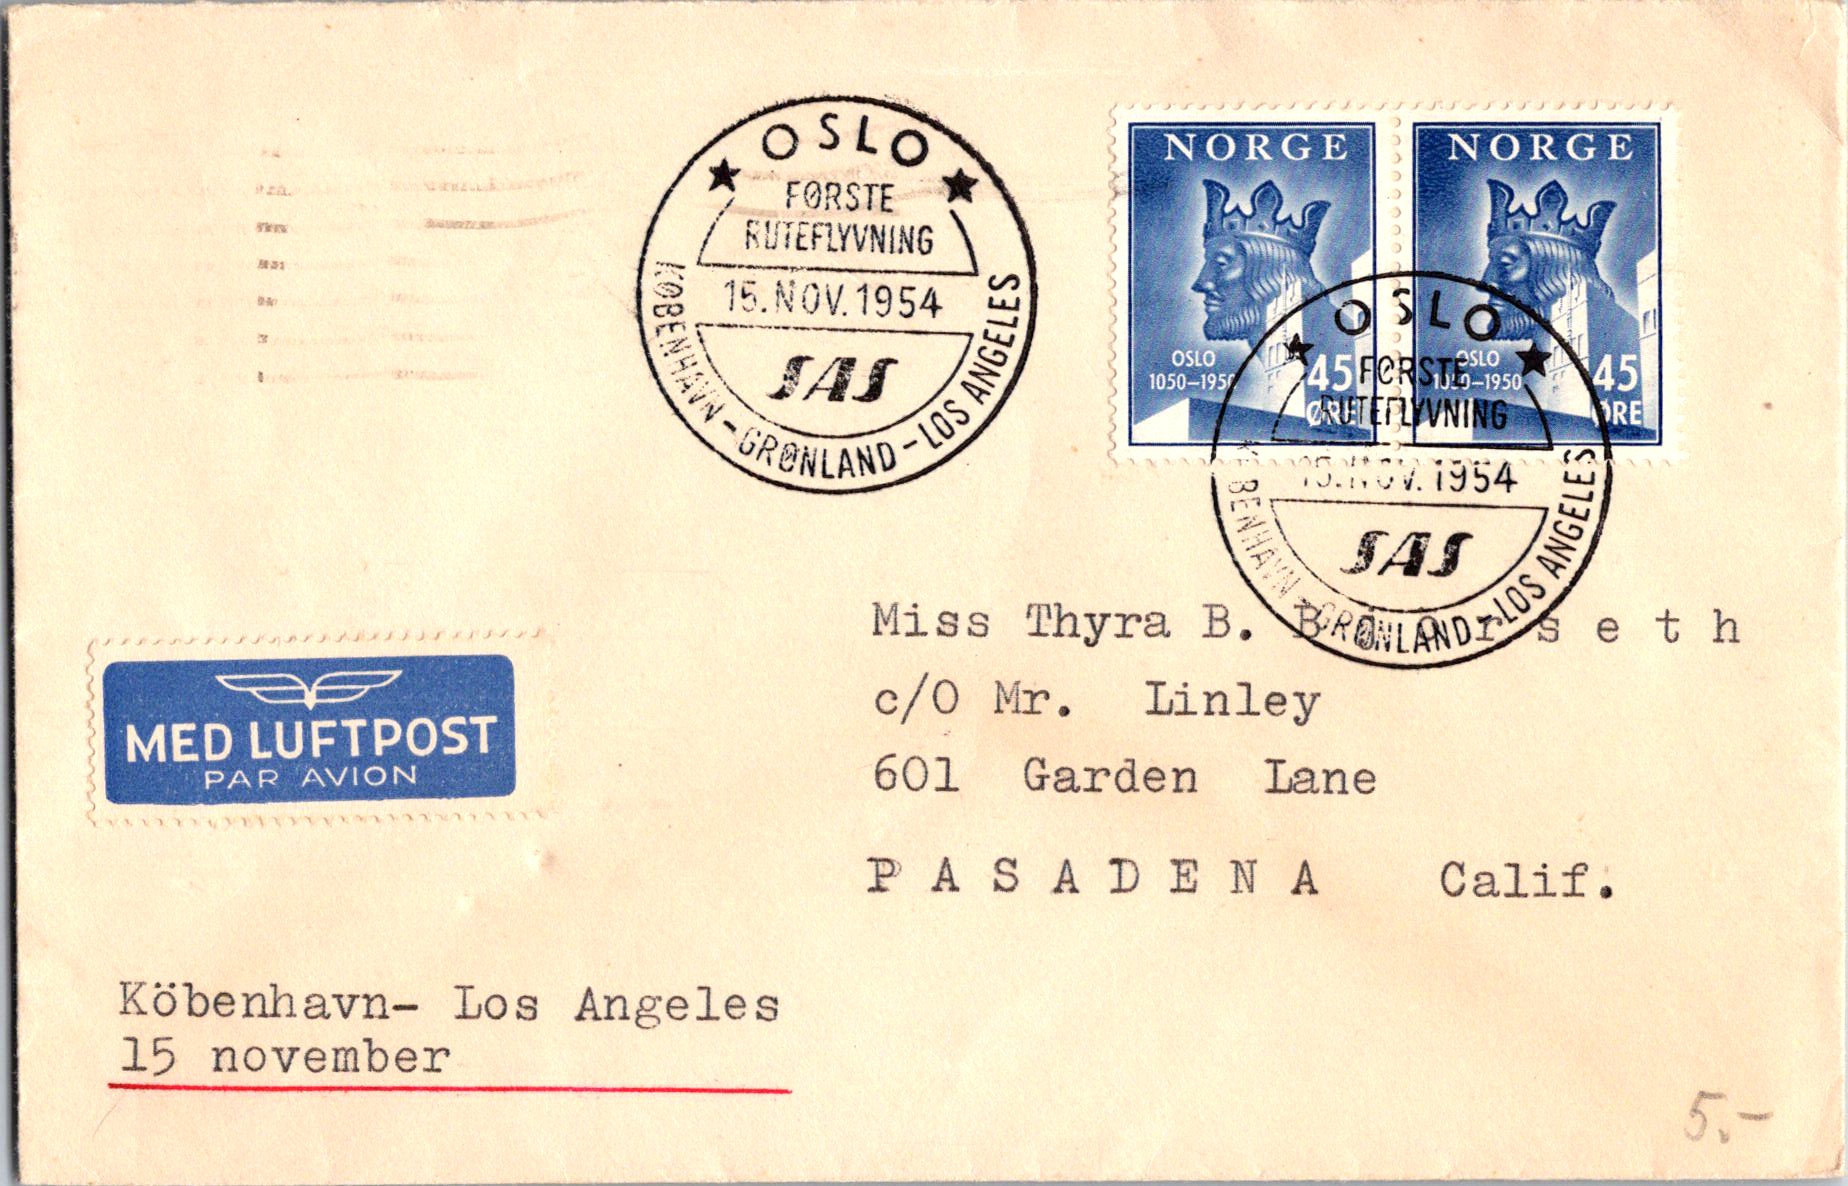 OSLO
FØRSTE
RUTEFLYVNING
15.NOV.1954
SAS
KØBENHAVN-GRØNLAND-LOS ANGELES
NORGE
OSLO
1050-1950
45
ØRE
NORGE
OSLO
1050-1950
45
ØRE
OSLO
FØRSTE
RUTEFLYVNING
15.NOV.1954
SAS
KØBENHAVN-GRØNLAND-LOS ANGELES
MED LUFTPOST
PAR AVION
Miss Thyra B. B j ö r s e t h
c/O Mr. Linley
601 Garden Lane
P A S A D E N A Calif.
Köbenhavn- Los Angeles
15 november
5.-